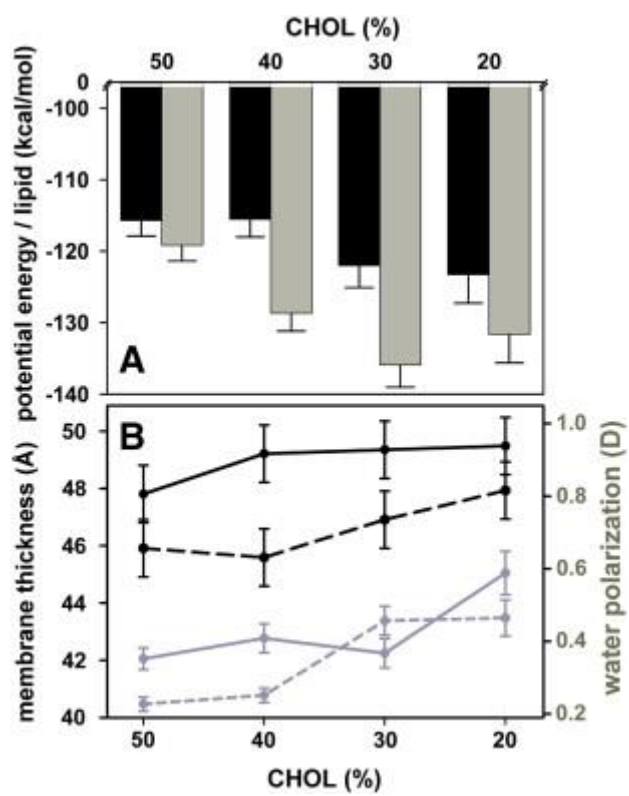 CHOL (%)
50 40 30 20
potential energy / lipid (kcal/mol)
0
-100
-110
-120
-130
-140
A
B
membrane thickness (Å)
50
48
46
44
42
40
water polarization (D)
1.0
0.8
0.6
0.4
0.2
50 40 30 20
CHOL (%)